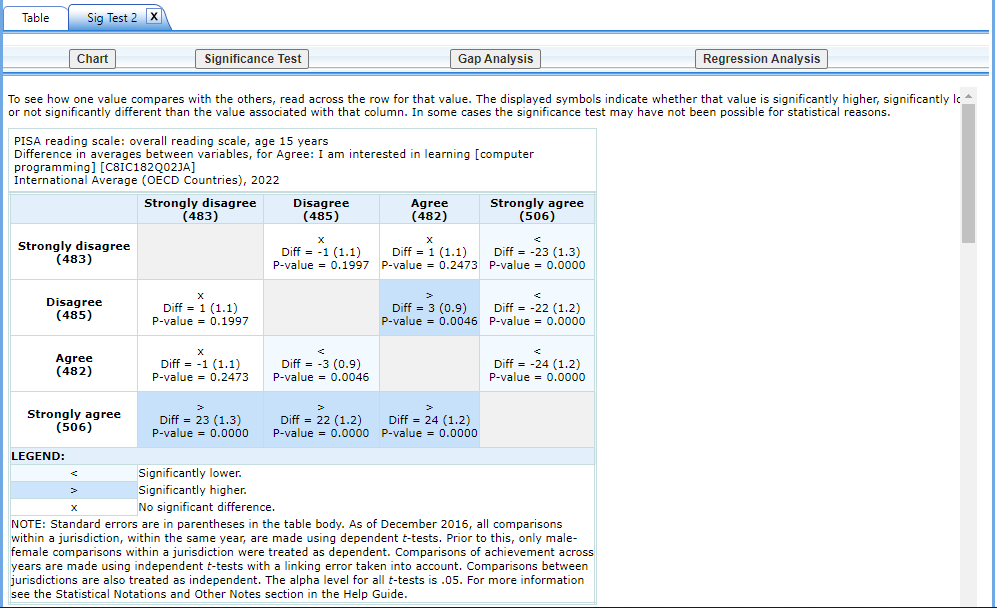 Table
Sig Test 2
X
Chart
Significance Test
Gap Analysis
Regression Analysis
To see how one value compares with the others, read across the row for that value. The displayed symbols indicate whether that value is significantly higher, significantly lo
or not significantly different than the value associated with that column. In some cases the significance test may have not been possible for statistical reasons.
PISA reading scale: overall reading scale, age 15 years
Difference in averages between variables, for Agree: I am interested in learning [computer
programming] [C8IC182Q02JA]
International Average (OECD Countries), 2022
Strongly disagree Disagree Agree Strongly agree
(483) (485) (482) (506)
x x <
Strongly disagree Diff = -1 (1.1) Diff = 1 (1.1) Diff = -23 (1.3)
(483) P-value = 0.1997 P-value = 0.2473 P-value = 0.0000
x > <
Disagree Diff = 1 (1.1) Diff = 3 (0.9) Diff = -22 (1.2)
(485) P-value = 0.1997 P-value = 0.0046 P-value = 0.0000
x < <
Agree Diff = -1 (1.1) Diff = -3 (0.9) Diff = -24 (1.2)
(482) P-value = 0.2473 P-value = 0.0046 P-value = 0.0000
> > >
Strongly agree Diff = 23 (1.3) Diff = 22 (1.2) Diff = 24 (1.2)
(506) P-value = 0.0000 P-value = 0.0000 P-value = 0.0000
LEGEND:
< Significantly lower.
> Significantly higher.
x No significant difference.
NOTE: Standard errors are in parentheses in the table body. As of December 2016, all comparisons
within a jurisdiction, within the same year, are made using dependent t-tests. Prior to this, only male-
female comparisons within a jurisdiction were treated as dependent. Comparisons of achievement across
years are made using independent t-tests with a linking error taken into account. Comparisons between
jurisdictions are also treated as independent. The alpha level for all t-tests is .05. For more information
see the Statistical Notations and Other Notes section in the Help Guide.